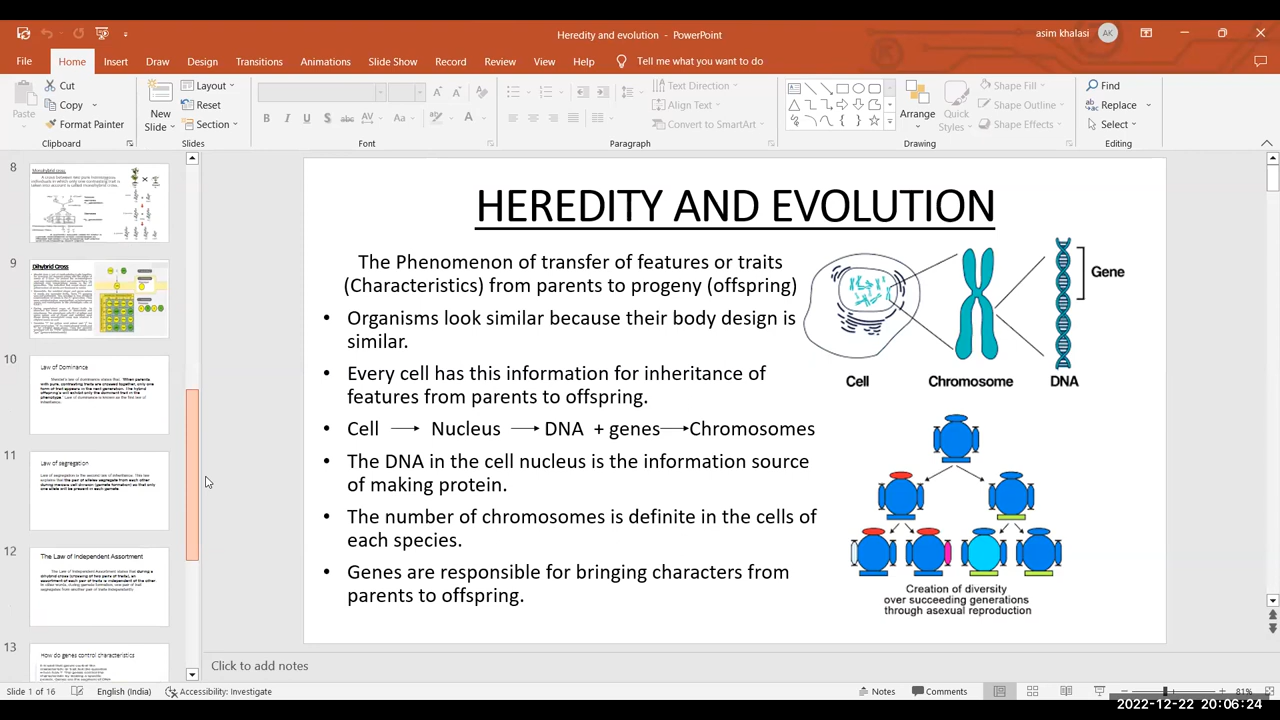 Heredity and evolution - PowerPoint
asim khalasi
AK
File
Home
Insert
Draw
Design
Transitions
Animations
Slide Show
Record
Review
View
Help
Tell me what you want to do
Paste
Cut
Copy
Format Painter
Clipboard
New Slide
Layout
Reset
Section
Slides
B I U S abc AV Aa A
Font
Text Direction
Align Text
Convert to SmartArt
Paragraph
Arrange
Quick Styles
Shape Fill
Shape Outline
Shape Effects
Drawing
Find
Replace
Select
Editing
8
9
Dihybrid Cross
10
Law of Dominance
11
Law of segregation
12
The Law of Independent Assortment
13
How do genes control characteristics
HEREDITY AND EVOLUTION
The Phenomenon of transfer of features or traits
(Characteristics) from parents to progeny (offspring)
• Organisms look similar because their body design is
similar.
• Every cell has this information for inheritance of
features from parents to offspring.
• Cell → Nucleus → DNA + genes → Chromosomes
• The DNA in the cell nucleus is the information source
of making protein.
• The number of chromosomes is definite in the cells of
each species.
• Genes are responsible for bringing characters from
parents to offspring.
Gene
Cell
Chromosome
DNA
Creation of diversity
over succeeding generations
through asexual reproduction
Click to add notes
Slide 1 of 16
English (India)
Accessibility: Investigate
Notes
Comments
81%
2022-12-22 20:06:24